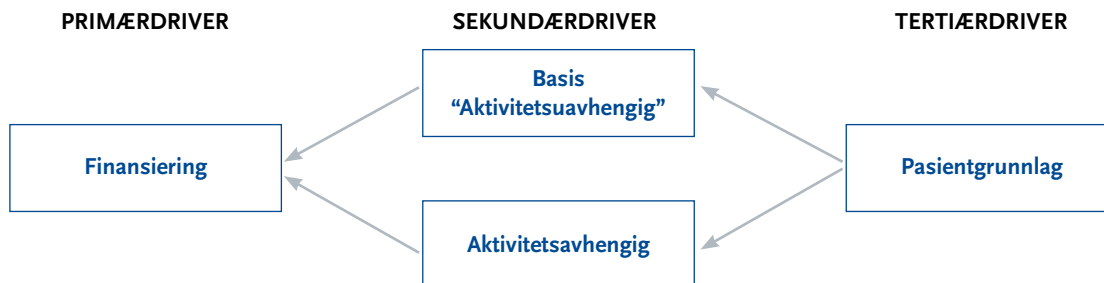 PRIMÆRDRIVER
SEKUNDÆRDRIVER
TERTIÆRDRIVER
Basis
“Aktivitetsuavhengig”
Finansiering
Pasientgrunnlag
Aktivitetsavhengig